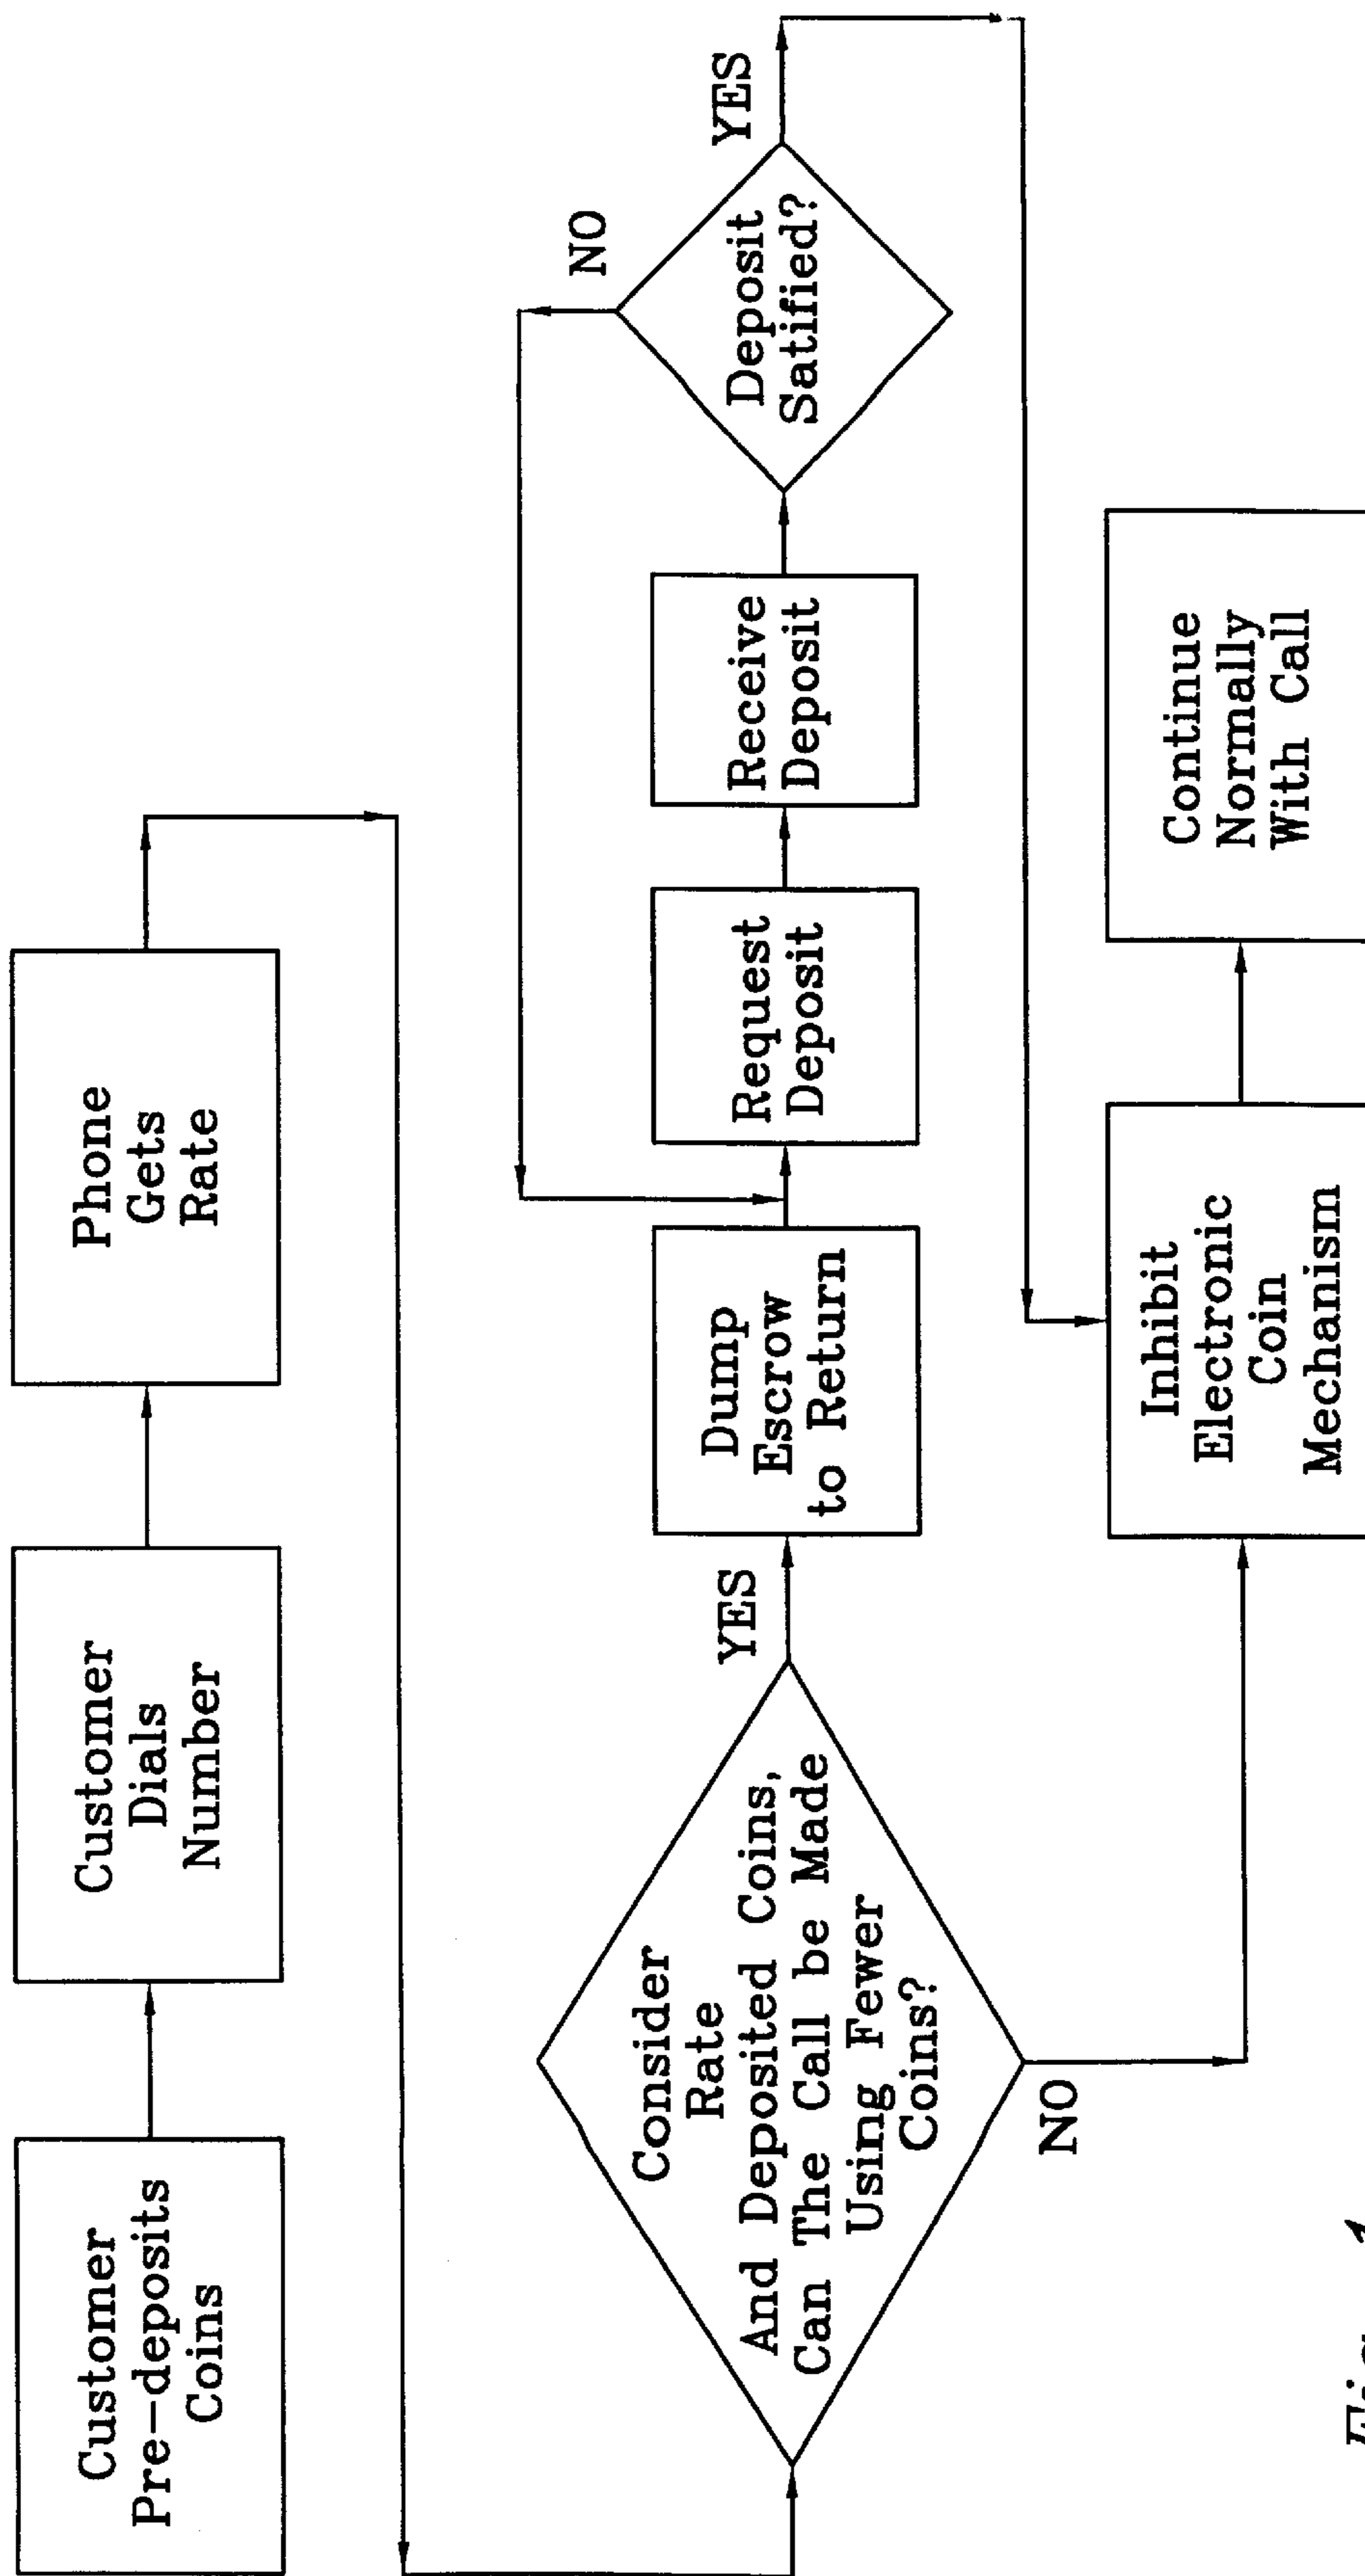 Customer
Pre-deposits
Coins
Customer
Dials
Number
Phone
Gets
Rate
Consider
Rate
And Deposited Coins,
Can The Call be Made
Using Fewer
Coins?
YES
NO
Dump
Escrow
to Return
Request
Deposit
Receive
Deposit
Deposit
Satified?
NO
YES
Inhibit
Electronic
Coin
Mechanism
Continue
Normally
With Call
Fig. 1